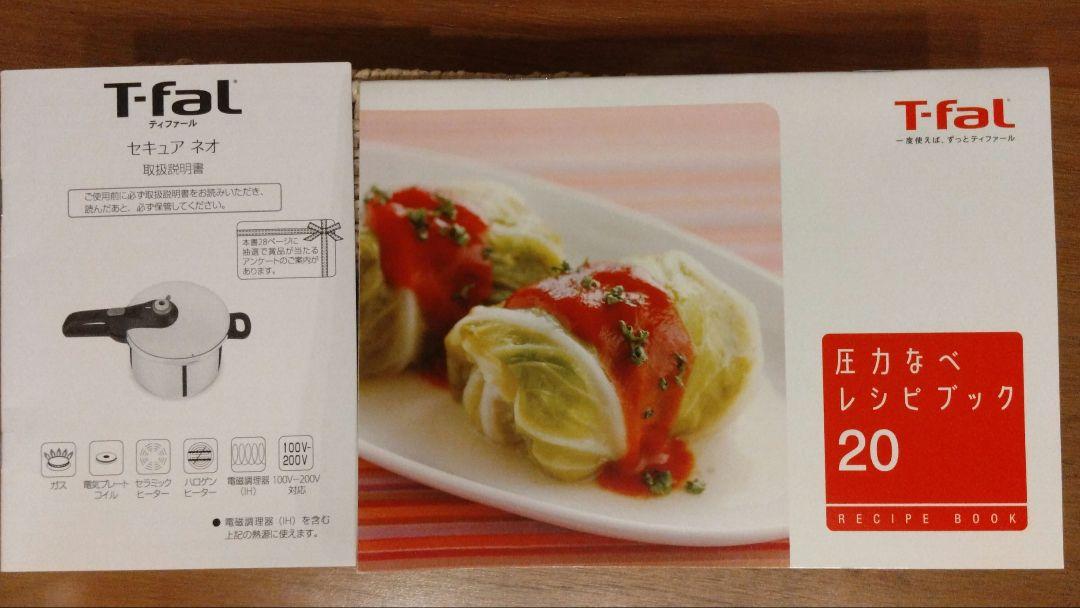 T-fal
ティファール
セキュア ネオ
取扱説明書
ご使用前に必ず取扱説明書をお読みいただき、
読んだあと、必ず保管してください。
本書28ページに
抽選で賞品が当たる
アンケートのご案内が
あります。
ガス
電気プレート
コイル
セラミック
ヒーター
ハロゲン
ヒーター
電磁調理器
(IH)
100V-
200V
100V-200V
対応
● 電磁調理器(IH)を含む
上記の熱源に使えます。
T-fal
一度使えば、ずっとティファール
圧力なべ
レシピブック
20
RECIPE BOOK